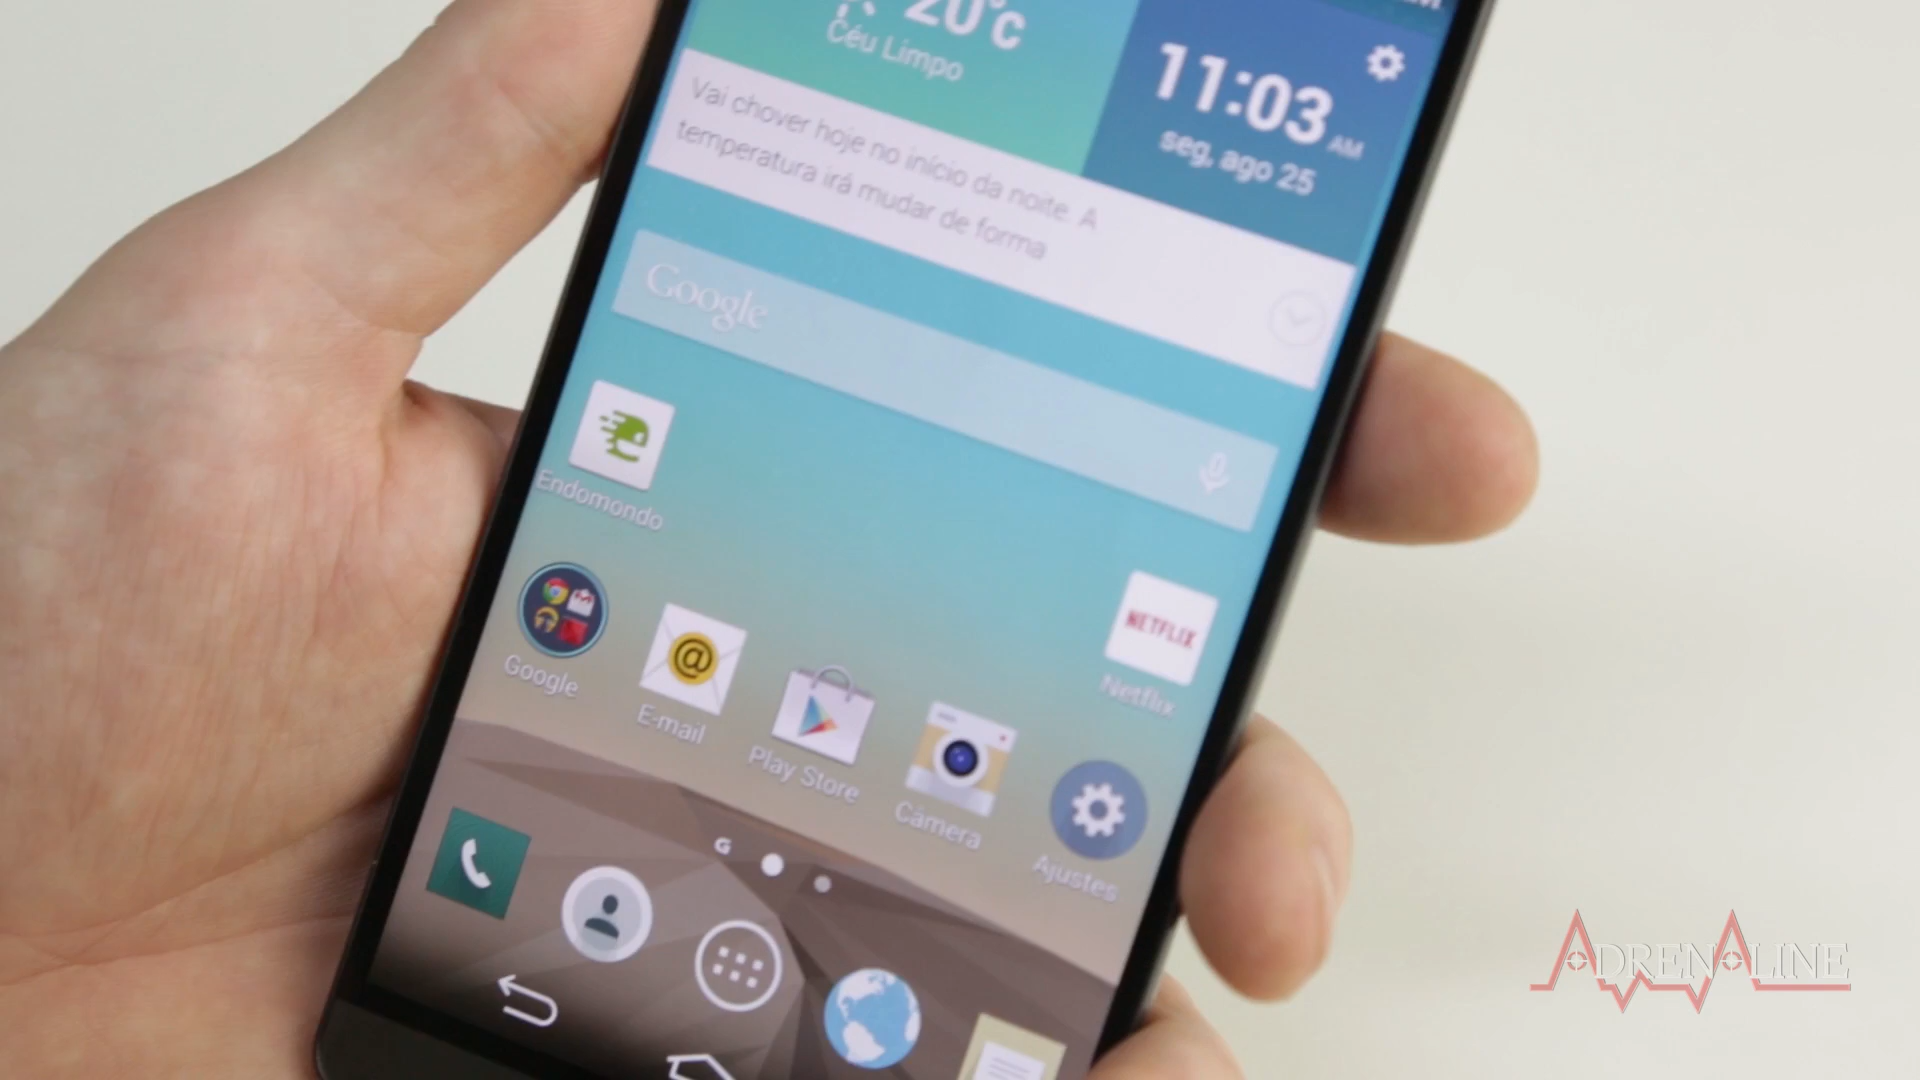 20°c
Céu Limpo
11:03 AM
seg, ago 25
Vai chover hoje no início da noite. A
temperatura irá mudar de forma
Google
Endomondo
NETFLIX
Netflix
Google
E-mail
Play Store
Câmera
Ajustes
G
ADRENALINE